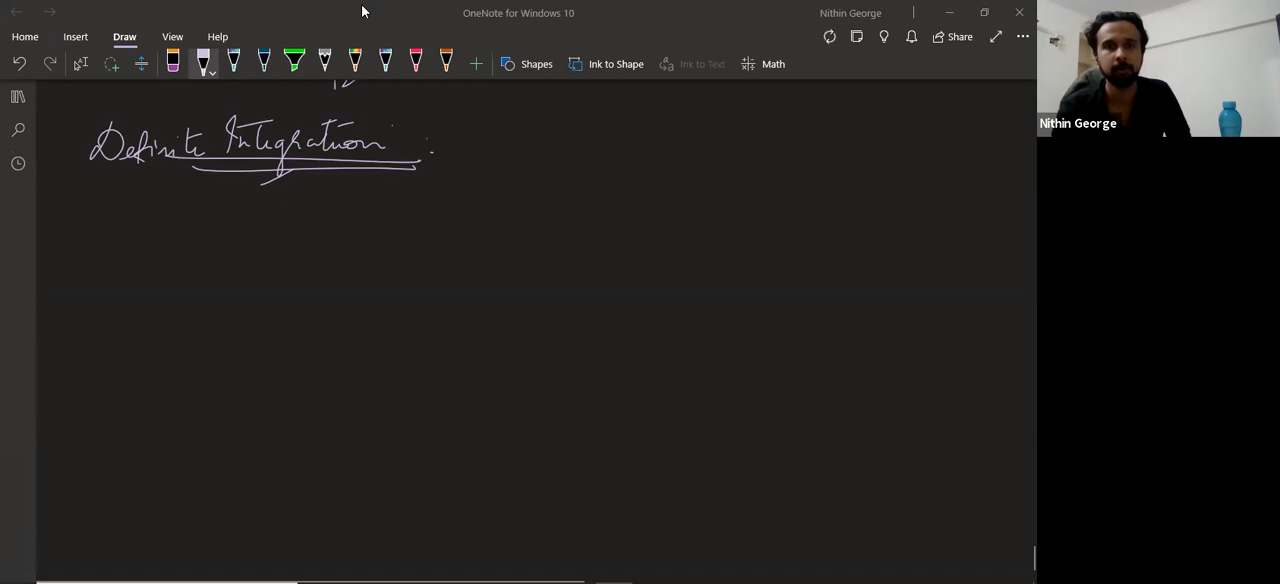 OneNote for Windows 10
Nithin George
Home Insert Draw View Help
Share
Shapes Ink to Shape Ink to Text Math
Definite Integration :
Nithin George